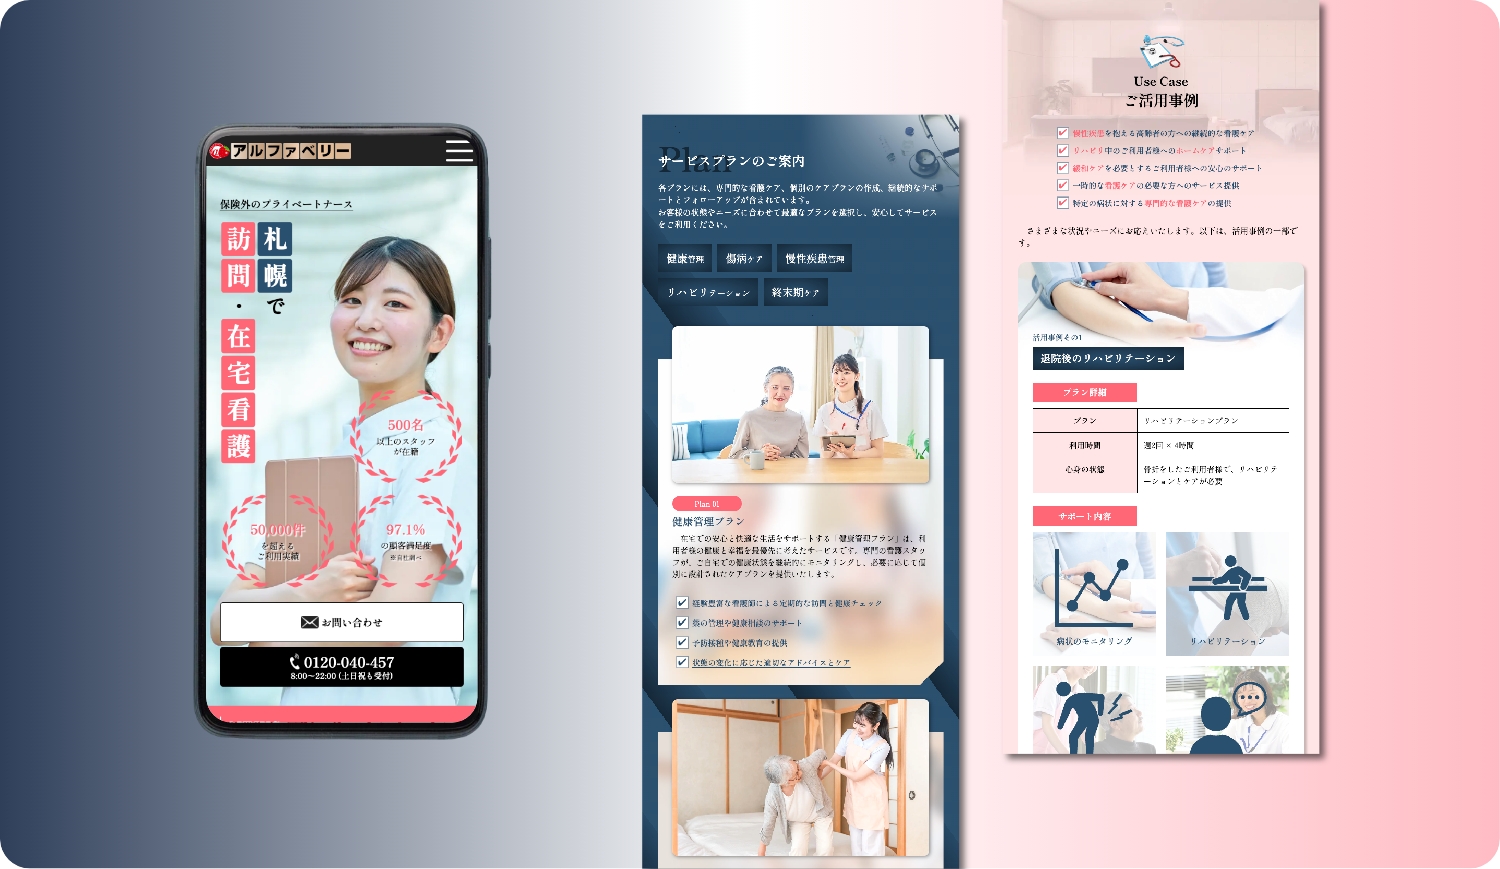 アルファベリー
保険外のプライベートナース
札幌で
訪問・在宅看護
500名
以上のスタッフ
が在籍
50,000件
を超える
ご利用実績
97.1%
の顧客満足度
※自社調べ
お問い合わせ
0120-040-457
8:00〜22:00 (土日祝も受付)
Plan
サービスプランのご案内
各プランには、専門的な看護ケア、個別のケアプランの作成、継続的なサポ
ートとフォローアップが含まれています。
お客様の状態やニーズに合わせて最適なプランを選択し、安心してサービス
をご利用ください。
健康管理
傷病ケア
慢性疾患管理
リハビリテーション
終末期ケア
Plan 01
健康管理プラン
在宅での安心と快適な生活をサポートする「健康管理プラン」は、利
用者様の健康と幸福を最優先に考えたサービスです。専門の看護スタッ
フが、ご自宅での健康状態を継続的にモニタリングし、必要に応じて個
別に設計されたケアプランを提供いたします。
経験豊富な看護師による定期的な訪問と健康チェック
薬の管理や健康相談のサポート
予防接種や健康教育の提供
状態の変化に応じた適切なアドバイスとケア
Use Case
ご活用事例
慢性疾患を抱える高齢者の方への継続的な看護ケア
リハビリ中のご利用者様へのホームケアサポート
緩和ケアを必要とするご利用者様への安心のサポート
一時的な看護ケアの必要な方へのサービス提供
特定の病状に対する専門的な看護ケアの提供
さまざまな状況やニーズにお応えいたします。以下は、活用事例の一部で
す。
活用事例その1
退院後のリハビリテーション
プラン詳細
プラン
リハビリテーションプラン
利用時間
週2回 × 4時間
心身の状態
骨折をしたご利用者様で、リハビリテ
ーションとケアが必要
サポート内容
病状のモニタリング
リハビリテーション